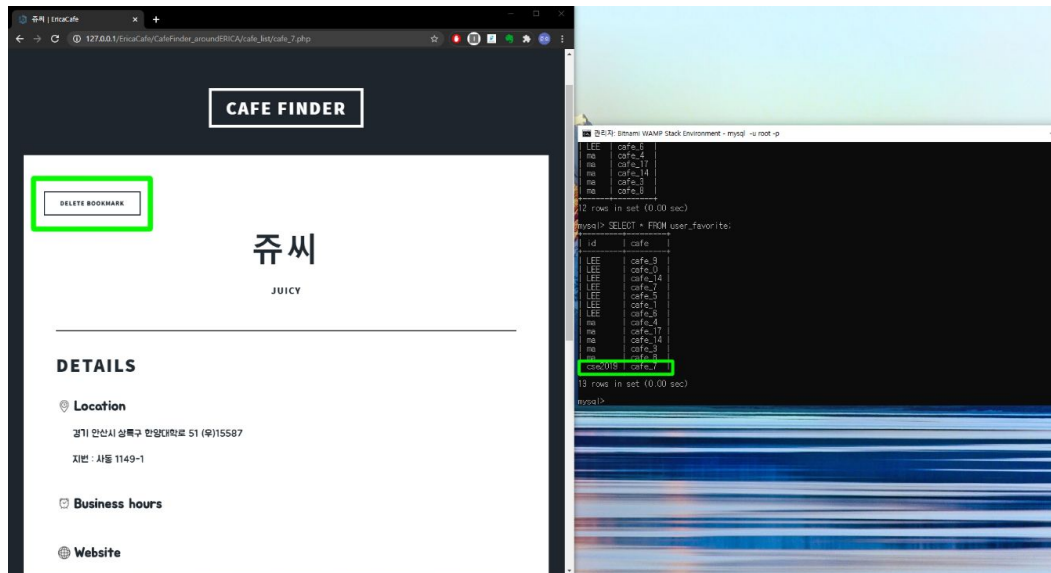 쥬씨 | EricaCafe
127.0.0.1/EricaCafe/CafeFinder_aroundERICA/cafe_list/cafe_7.php
CAFE FINDER
DELETE BOOKMARK
쥬씨
JUICY
DETAILS
Location
경기 안산시 상록구 한양대학로 51 (우)15587
지번 : 사동 1149-1
Business hours
Website
관리자: Bitnami WAMP Stack Environment - mysql -u root -p
| LEE | cafe_6 |
| ma | cafe_4 |
| ma | cafe_17 |
| ma | cafe_14 |
| ma | cafe_3 |
| ma | cafe_8 |
12 rows in set (0.00 sec)
mysql> SELECT * FROM user_favorite;
| id | cafe |
| LEE | cafe_9 |
| LEE | cafe_0 |
| LEE | cafe_14 |
| LEE | cafe_7 |
| LEE | cafe_5 |
| LEE | cafe_1 |
| LEE | cafe_6 |
| ma | cafe_4 |
| ma | cafe_17 |
| ma | cafe_14 |
| ma | cafe_3 |
| ma | cafe_8 |
| cse2018 | cafe_7 |
13 rows in set (0.00 sec)
mysql>